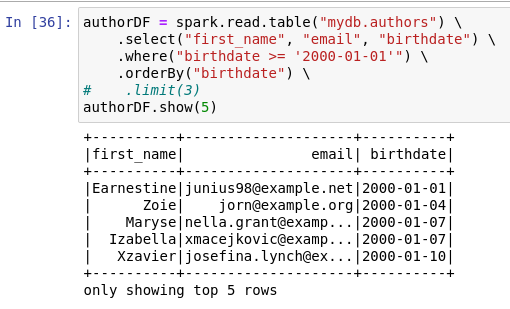 In [36]: authorDF = spark.read.table("mydb.authors") \
    .select("first_name", "email", "birthdate") \
    .where("birthdate >= '2000-01-01'") \
    .orderBy("birthdate") \
#    .limit(3)
authorDF.show(5)
+----------+--------------------+----------+
|first_name|               email| birthdate|
+----------+--------------------+----------+
|Earnestine|junius98@example.net|2000-01-01|
|      Zoie|    jorn@example.org|2000-01-04|
|    Maryse|nella.grant@examp...|2000-01-07|
|  Izabella|xmacejkovic@examp...|2000-01-07|
|   Xzavier|josefina.lynch@ex...|2000-01-10|
+----------+--------------------+----------+
only showing top 5 rows